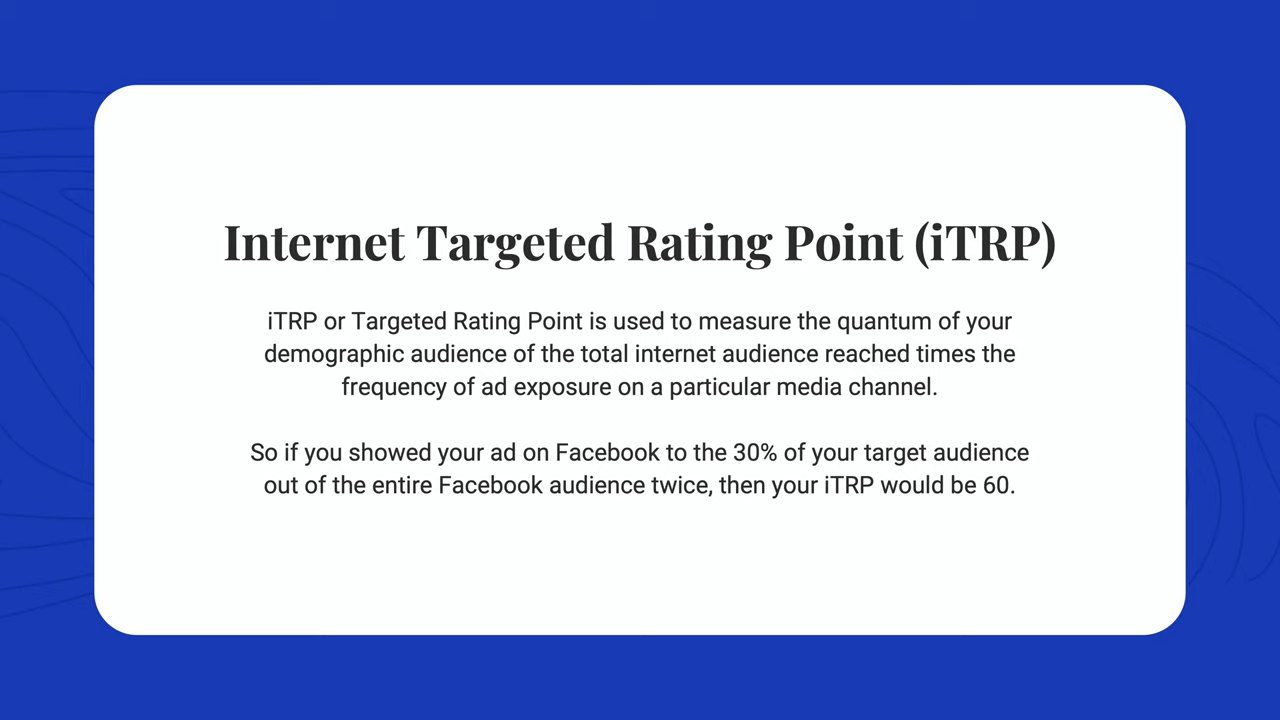 Internet Targeted Rating Point (iTRP)
iTRP or Targeted Rating Point is used to measure the quantum of your
demographic audience of the total internet audience reached times the
frequency of ad exposure on a particular media channel.
So if you showed your ad on Facebook to the 30% of your target audience
out of the entire Facebook audience twice, then your iTRP would be 60.